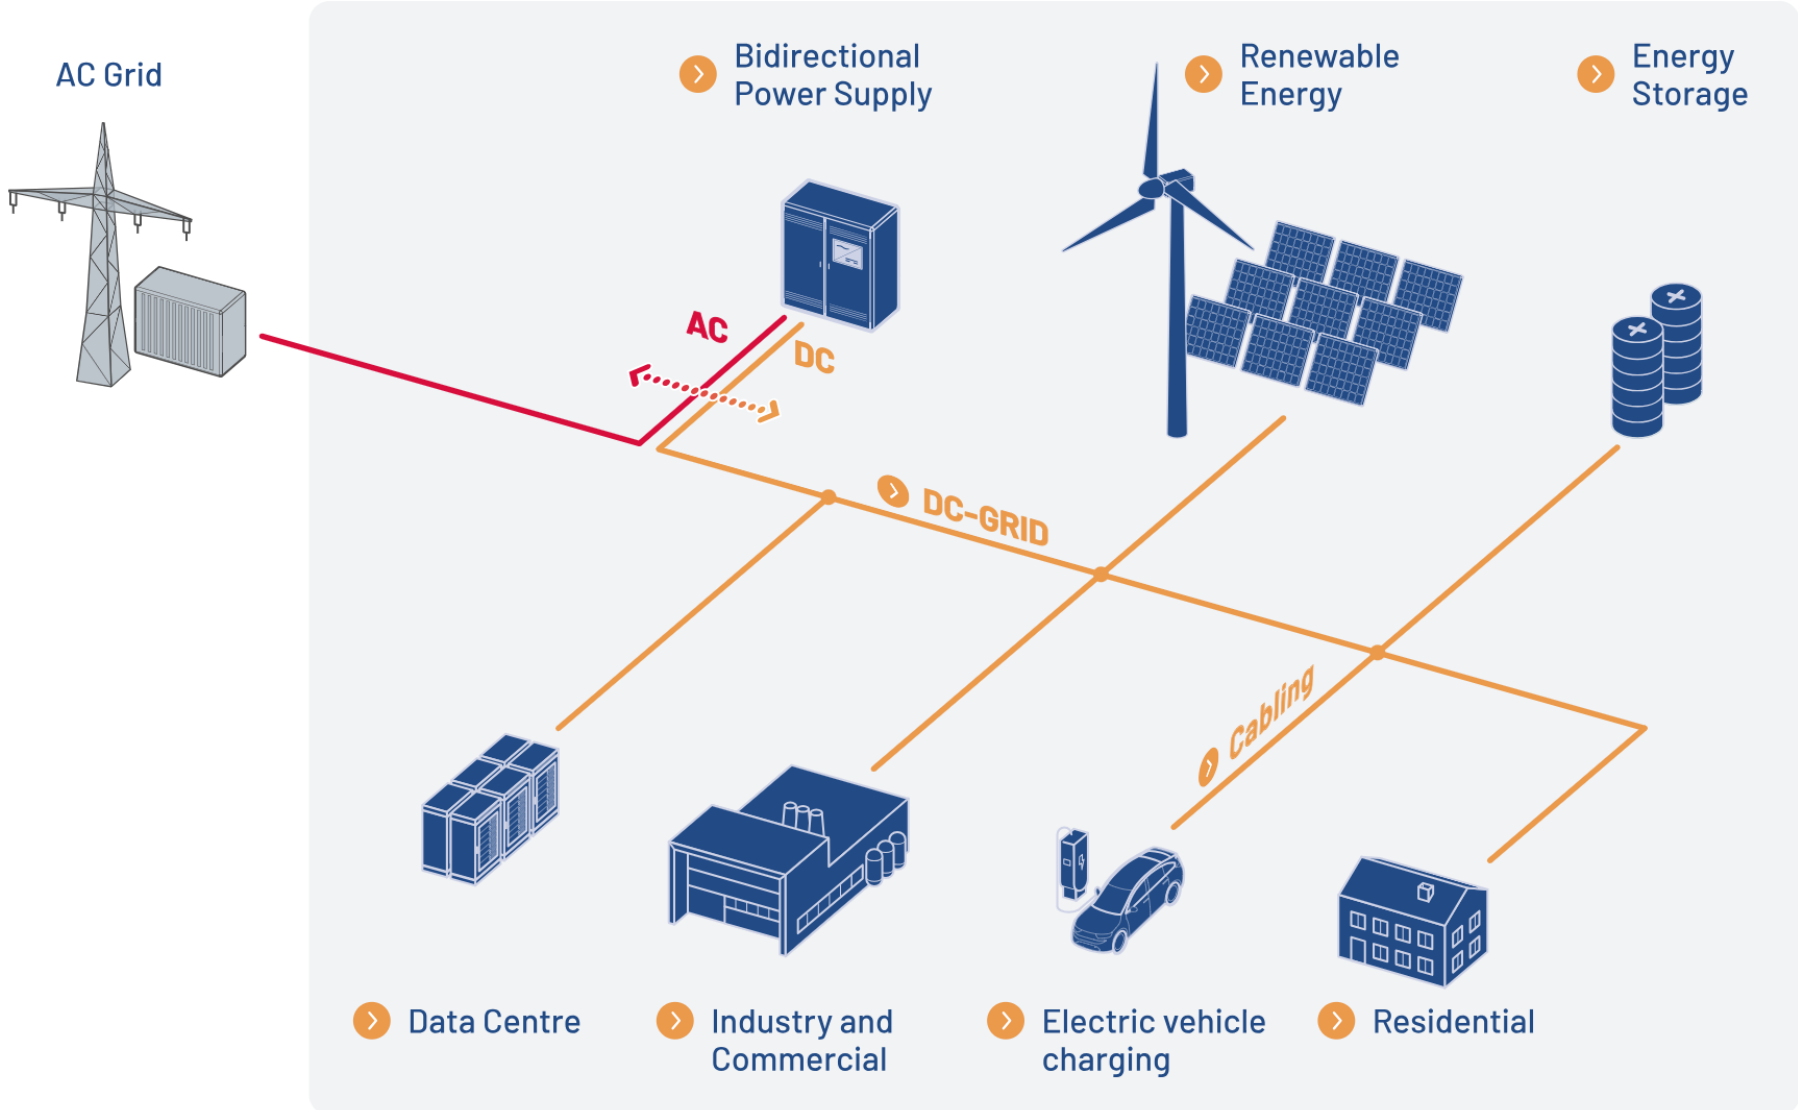 AC Grid
Bidirectional
Power Supply
Renewable
Energy
Energy
Storage
AC
DC
DC-GRID
Cabling
Data Centre
Industry and
Commercial
Electric vehicle
charging
Residential